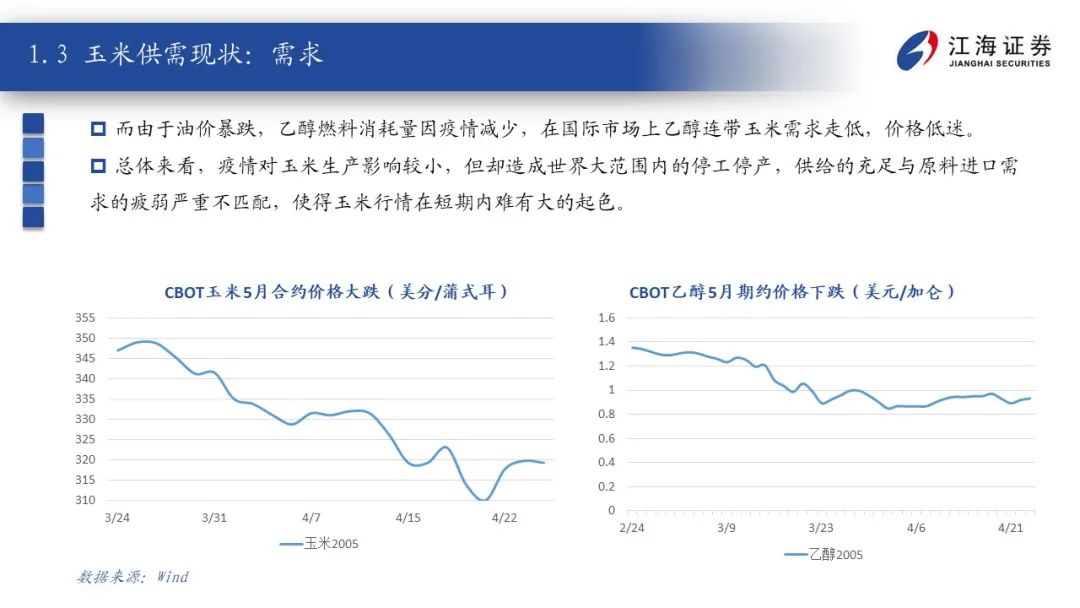 1.3 玉米供需现状：需求
江海证券
JIANGHAI SECURITIES
而由于油价暴跌，乙醇燃料消耗量因疫情减少，在国际市场上乙醇连带玉米需求走低，价格低迷。
总体来看，疫情对玉米生产影响较小，但却造成世界大范围内的停工停产，供给的充足与原料进口需
求的疲弱严重不匹配，使得玉米行情在短期内难有大的起色。
CBOT玉米5月合约价格大跌（美分/蒲式耳）
355
350
345
340
335
330
325
320
315
310
3/24 3/31 4/7 4/15 4/22
玉米2005
CBOT乙醇5月期约价格下跌（美元/加仑）
1.6
1.4
1.2
1
0.8
0.6
0.4
0.2
0
2/24 3/9 3/23 4/6 4/21
乙醇2005
数据来源：Wind